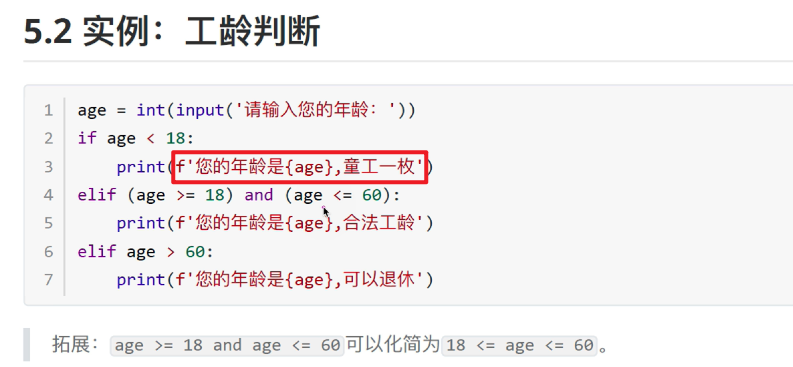 5.2 实例：工龄判断
1 age = int(input('请输入您的年龄：'))
2 if age < 18:
3     print(f'您的年龄是{age},童工一枚')
4 elif (age >= 18) and (age <= 60):
5     print(f'您的年龄是{age},合法工龄')
6 elif age > 60:
7     print(f'您的年龄是{age},可以退休')
拓展：age >= 18 and age <= 60可以化简为18 <= age <= 60。